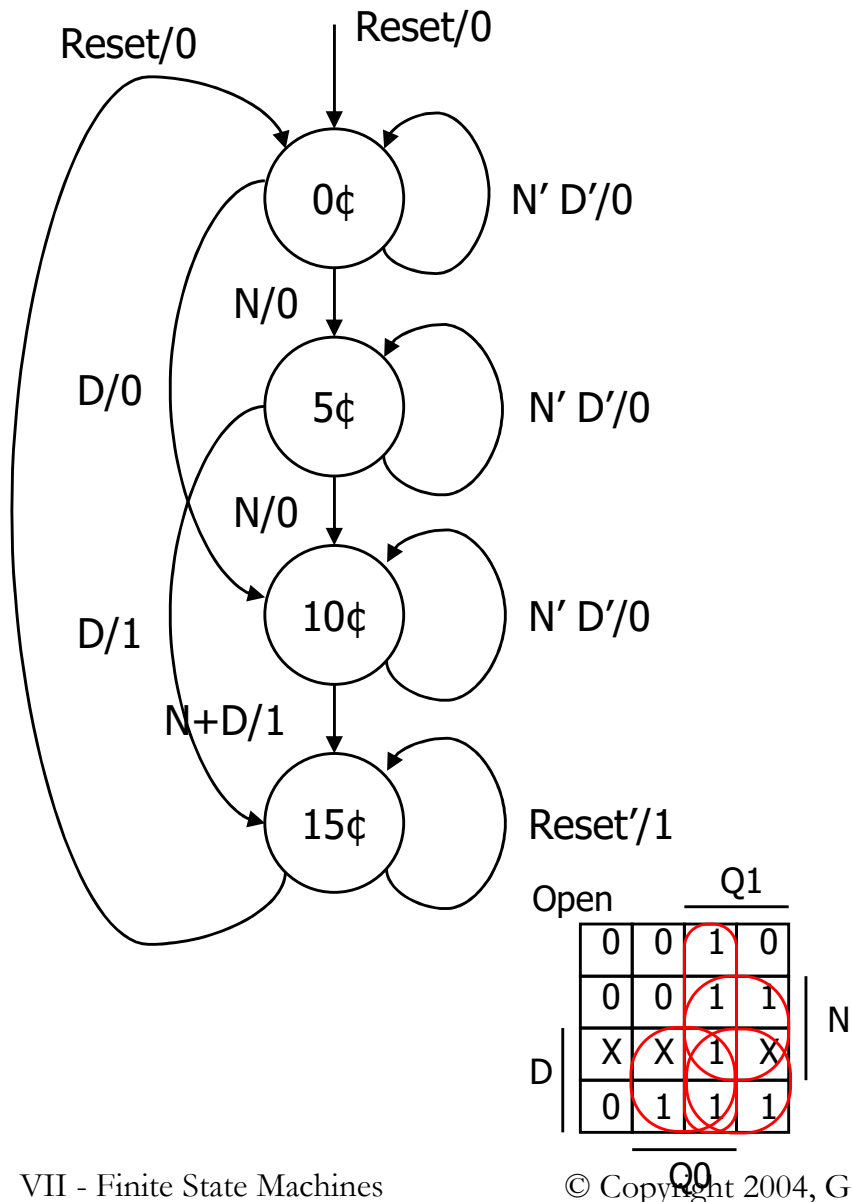 Reset/0
Reset/0
0¢
N' D'/0
N/0
D/0
5¢
N' D'/0
N/0
10¢
N' D'/0
D/1
N+D/1
15¢
Reset'/1
Open
Q1
0 0 1 0
0 0 1 1
N
X X 1 X
D
0 1 1 1
Q0
VII - Finite State Machines
© Copyright 2004, G